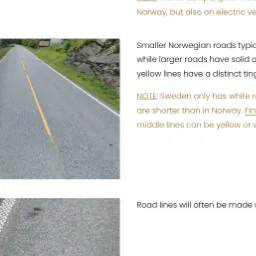 Norway, but also on electric ve
Smaller Norwegian roads typic
while larger roads have solid o
yellow lines have a distinct ting
NOTE: Sweden only has white r
are shorter than in Norway. Fin
middle lines can be yellow or w
Road lines will often be made u